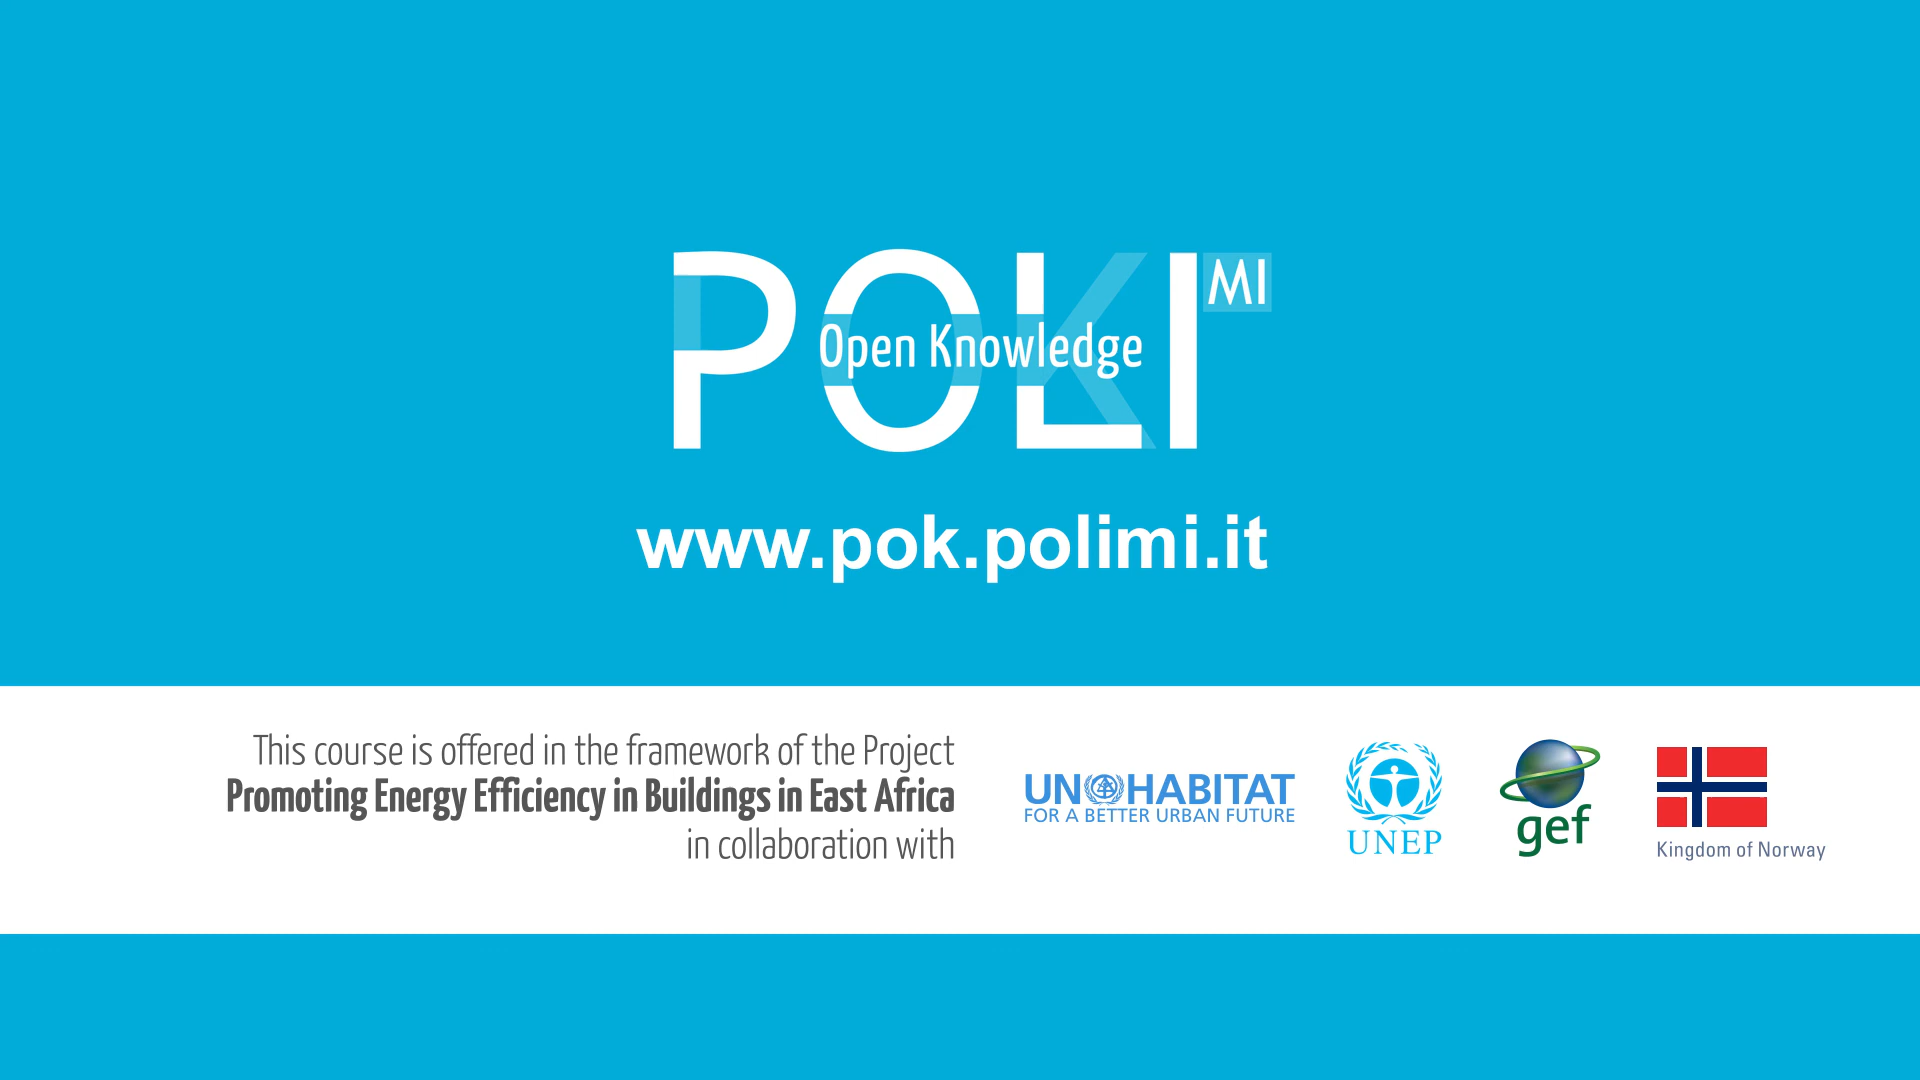 POLI MI
Open Knowledge
www.pok.polimi.it
This course is offered in the framework of the Project
Promoting Energy Efficiency in Buildings in East Africa
in collaboration with
UN HABITAT
FOR A BETTER URBAN FUTURE
UNEP
gef
Kingdom of Norway